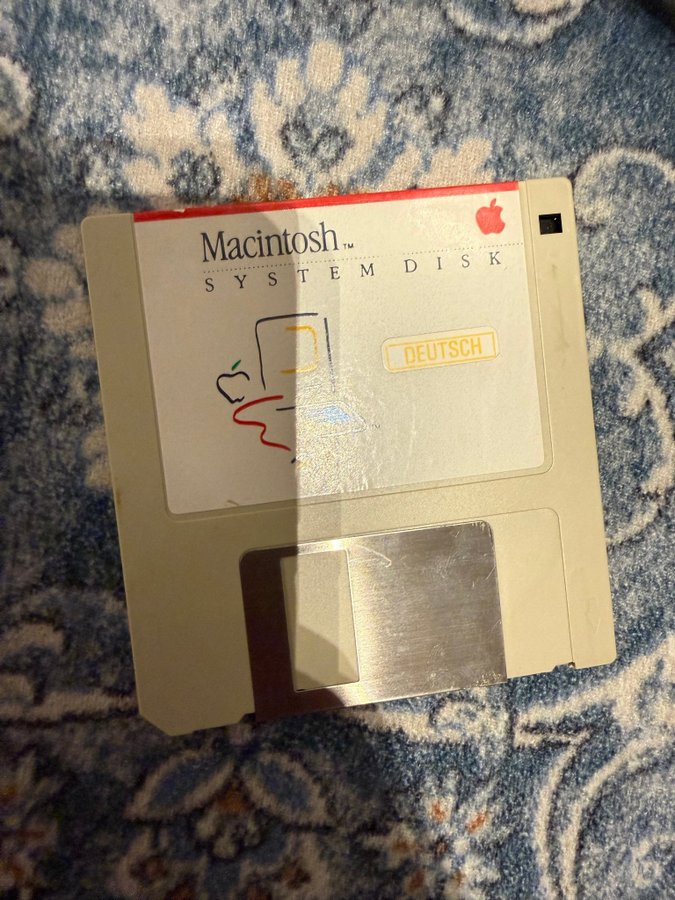 Macintosh™
SYSTEM DISK
DEUTSCH